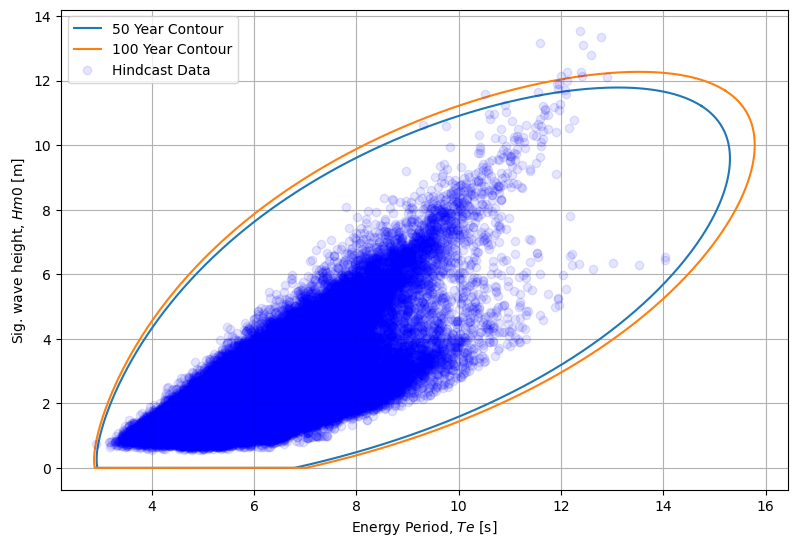 50 Year Contour
100 Year Contour
Hindcast Data
14
12
10
8
6
4
2
0
Sig. wave height, Hm0 [m]
4 6 8 10 12 14 16
Energy Period, Te [s]